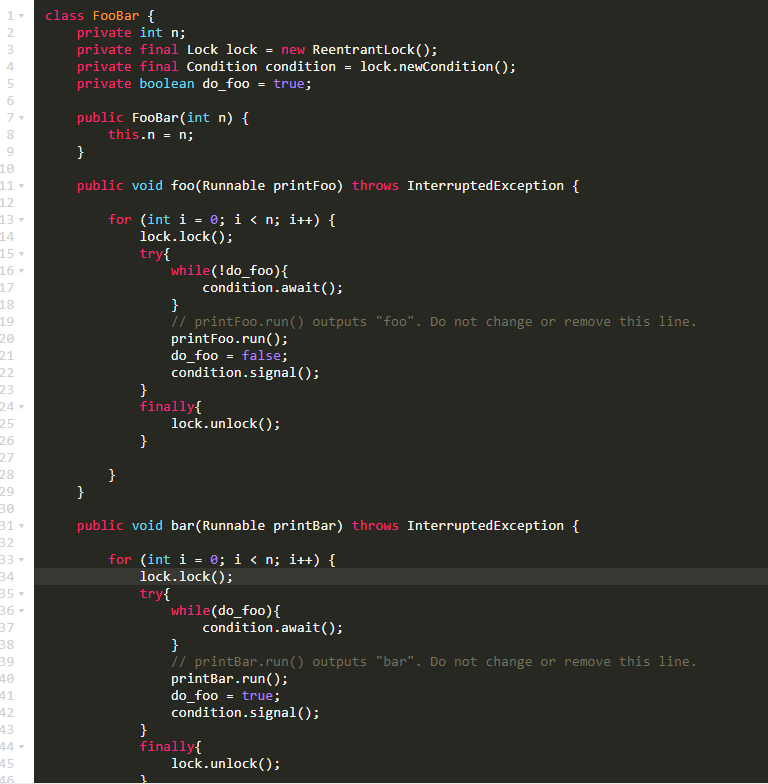 1 class FooBar {
2     private int n;
3     private final Lock lock = new ReentrantLock();
4     private final Condition condition = lock.newCondition();
5     private boolean do_foo = true;
6
7     public FooBar(int n) {
8         this.n = n;
9     }
10
11     public void foo(Runnable printFoo) throws InterruptedException {
12
13         for (int i = 0; i < n; i++) {
14             lock.lock();
15             try{
16                 while(!do_foo){
17                     condition.await();
18                 }
19                 // printFoo.run() outputs "foo". Do not change or remove this line.
20                 printFoo.run();
21                 do_foo = false;
22                 condition.signal();
23             }
24             finally{
25                 lock.unlock();
26             }
27
28         }
29     }
30
31     public void bar(Runnable printBar) throws InterruptedException {
32
33         for (int i = 0; i < n; i++) {
34             lock.lock();
35             try{
36                 while(do_foo){
37                     condition.await();
38                 }
39                 // printBar.run() outputs "bar". Do not change or remove this line.
40                 printBar.run();
41                 do_foo = true;
42                 condition.signal();
43             }
44             finally{
45                 lock.unlock();
46             }